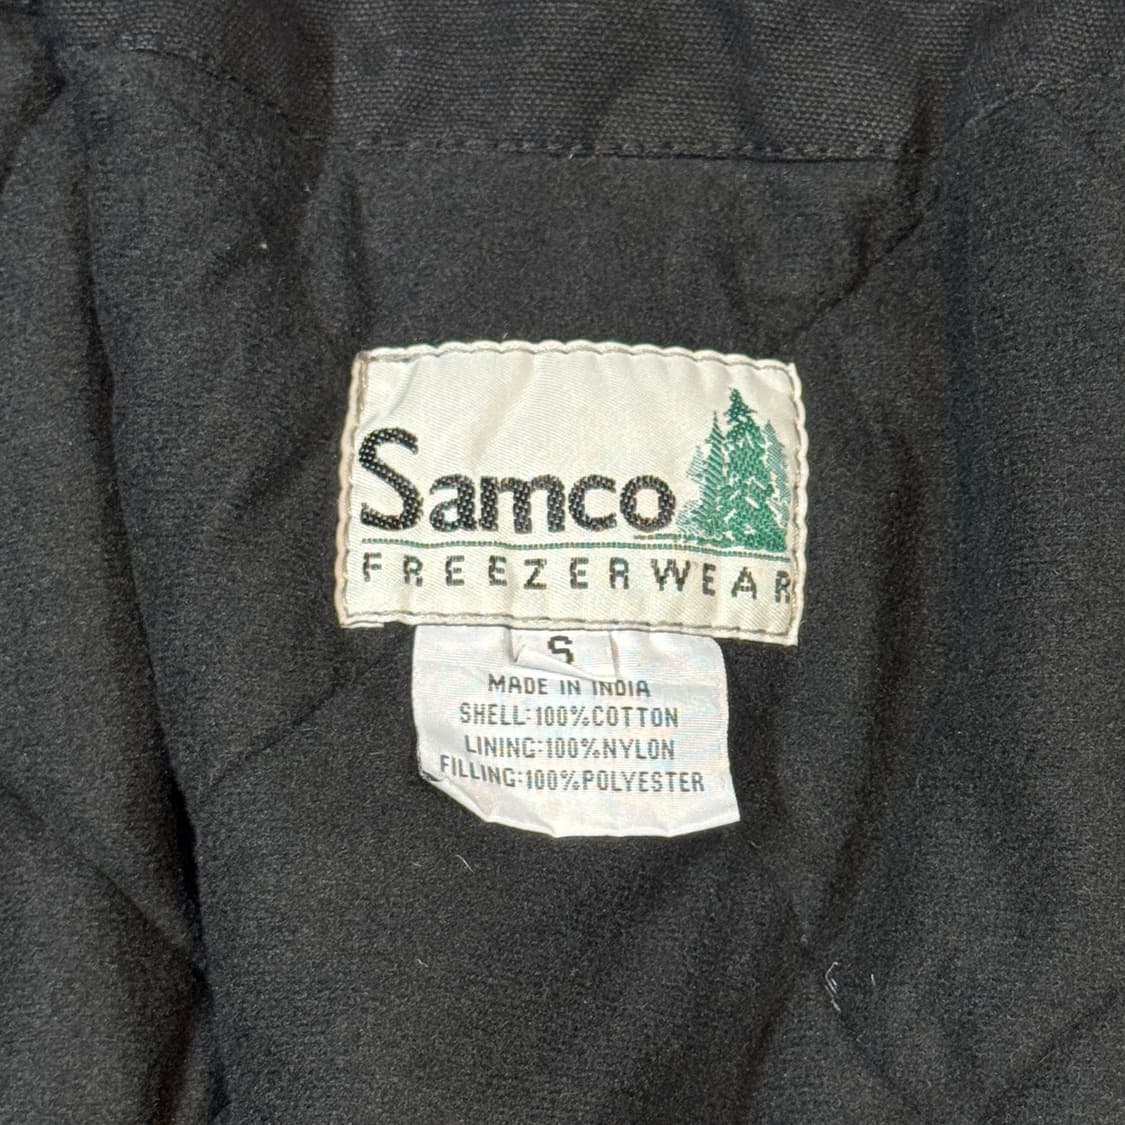 Samco
FREEZERWEAR
S
MADE IN INDIA
SHELL:100%COTTON
LINING:100%NYLON
FILLING:100%POLYESTER